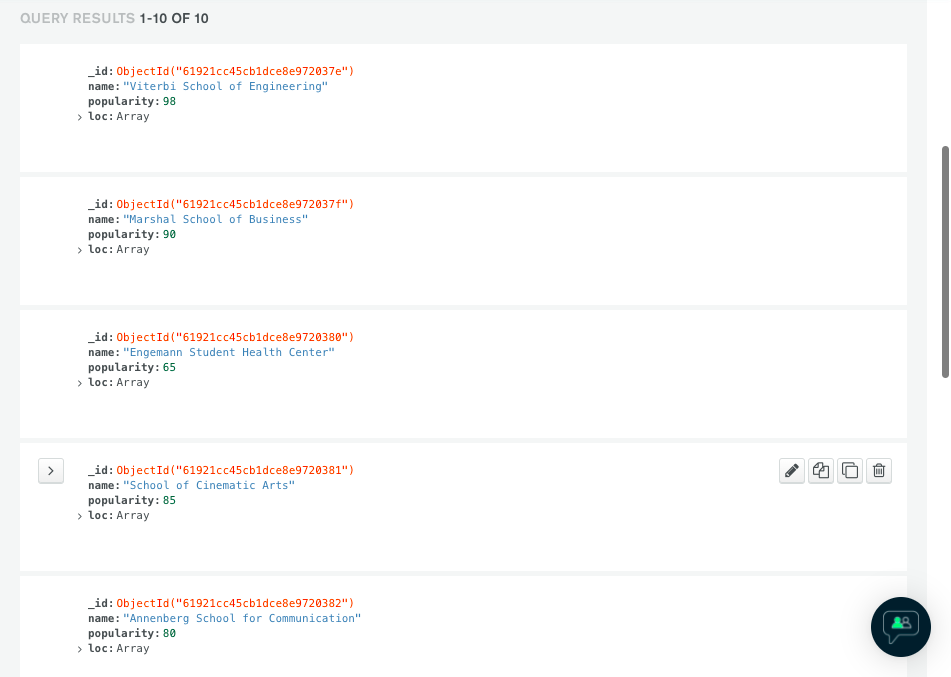 QUERY RESULTS 1-10 OF 10
_id: ObjectId("61921cc45cb1dce8e972037e")
name: "Viterbi School of Engineering"
popularity: 98
loc: Array
_id: ObjectId("61921cc45cb1dce8e972037f")
name: "Marshal School of Business"
popularity: 90
loc: Array
_id: ObjectId("61921cc45cb1dce8e9720380")
name: "Engemann Student Health Center"
popularity: 65
loc: Array
_id: ObjectId("61921cc45cb1dce8e9720381")
name: "School of Cinematic Arts"
popularity: 85
loc: Array
_id: ObjectId("61921cc45cb1dce8e9720382")
name: "Annenberg School for Communication"
popularity: 80
loc: Array